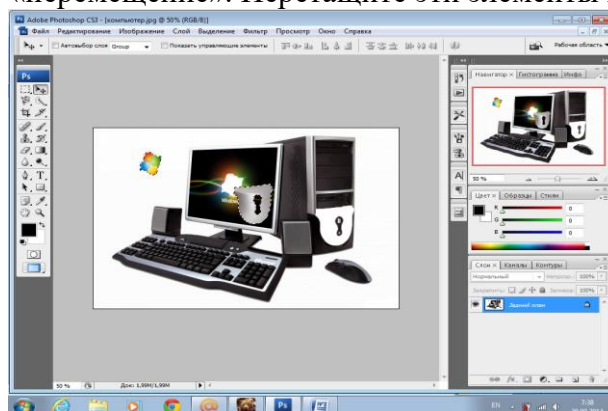 «перемещение». Перетащите эти элементы
Adobe Photoshop CS3 - [компьютер.jpg @ 50% (RGB/8)]
Файл Редактирование Изображение Слой Выделение Фильтр Просмотр Окно Справка
Автовыбор слоя Group Показать управляющие элементы Рабочая область
Ps
Навигатор × Гистограмма Инфо
50 %
Цвет × Образцы Стили
R 0
G 0
B 0
Слои × Каналы Контуры
Нормальный 100%
Заливка: 100%
Задний план
50 % Док: 1,99M/1,99M
EN 7:38